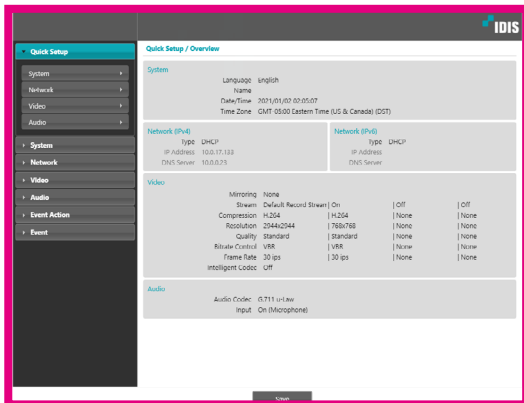 IDIS
Quick Setup
System
Network
Video
Audio
System
Network
Video
Audio
Event Action
Event
Quick Setup / Overview
System
Language English
Name
Date/Time 2021/01/02 02:05:07
Time Zone GMT-05:00 Eastern Time (US & Canada) (DST)
Network (IPv4)
Type DHCP
IP Address 10.0.17.133
DNS Server 10.0.0.23
Network (IPv6)
Type DHCP
IP Address
DNS Server
Video
Mirroring None
Stream Default Record Stream | On | Off | Off
Compression H.264 | H.264 | None | None
Resolution 2944x2944 | 768x768 | None | None
Quality Standard | Standard | None | None
Bitrate Control VBR | VBR | None | None
Frame Rate 30 ips | 30 ips | None | None
Intelligent Codec Off
Audio
Audio Codec G.711 u-Law
Input On (Microphone)
Save